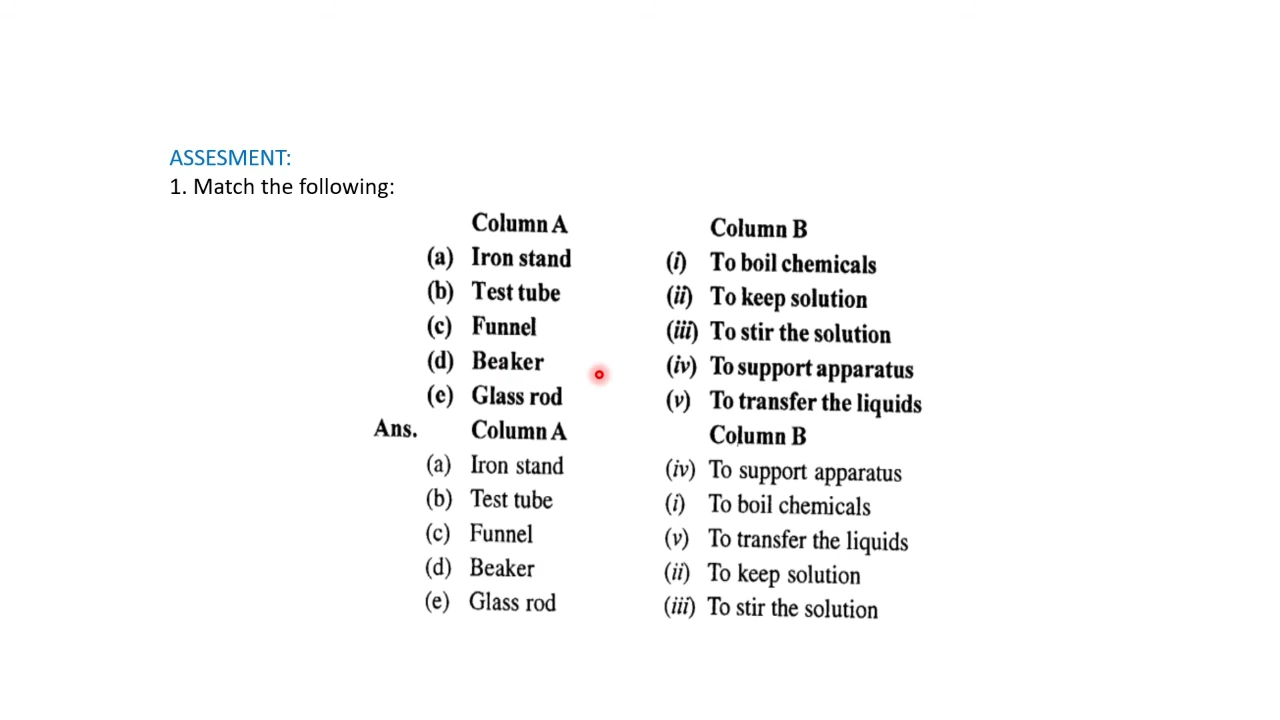 ASSESMENT:
1. Match the following:
Column A Column B
(a) Iron stand (i) To boil chemicals
(b) Test tube (ii) To keep solution
(c) Funnel (iii) To stir the solution
(d) Beaker (iv) To support apparatus
(e) Glass rod (v) To transfer the liquids
Ans. Column A Column B
(a) Iron stand (iv) To support apparatus
(b) Test tube (i) To boil chemicals
(c) Funnel (v) To transfer the liquids
(d) Beaker (ii) To keep solution
(e) Glass rod (iii) To stir the solution